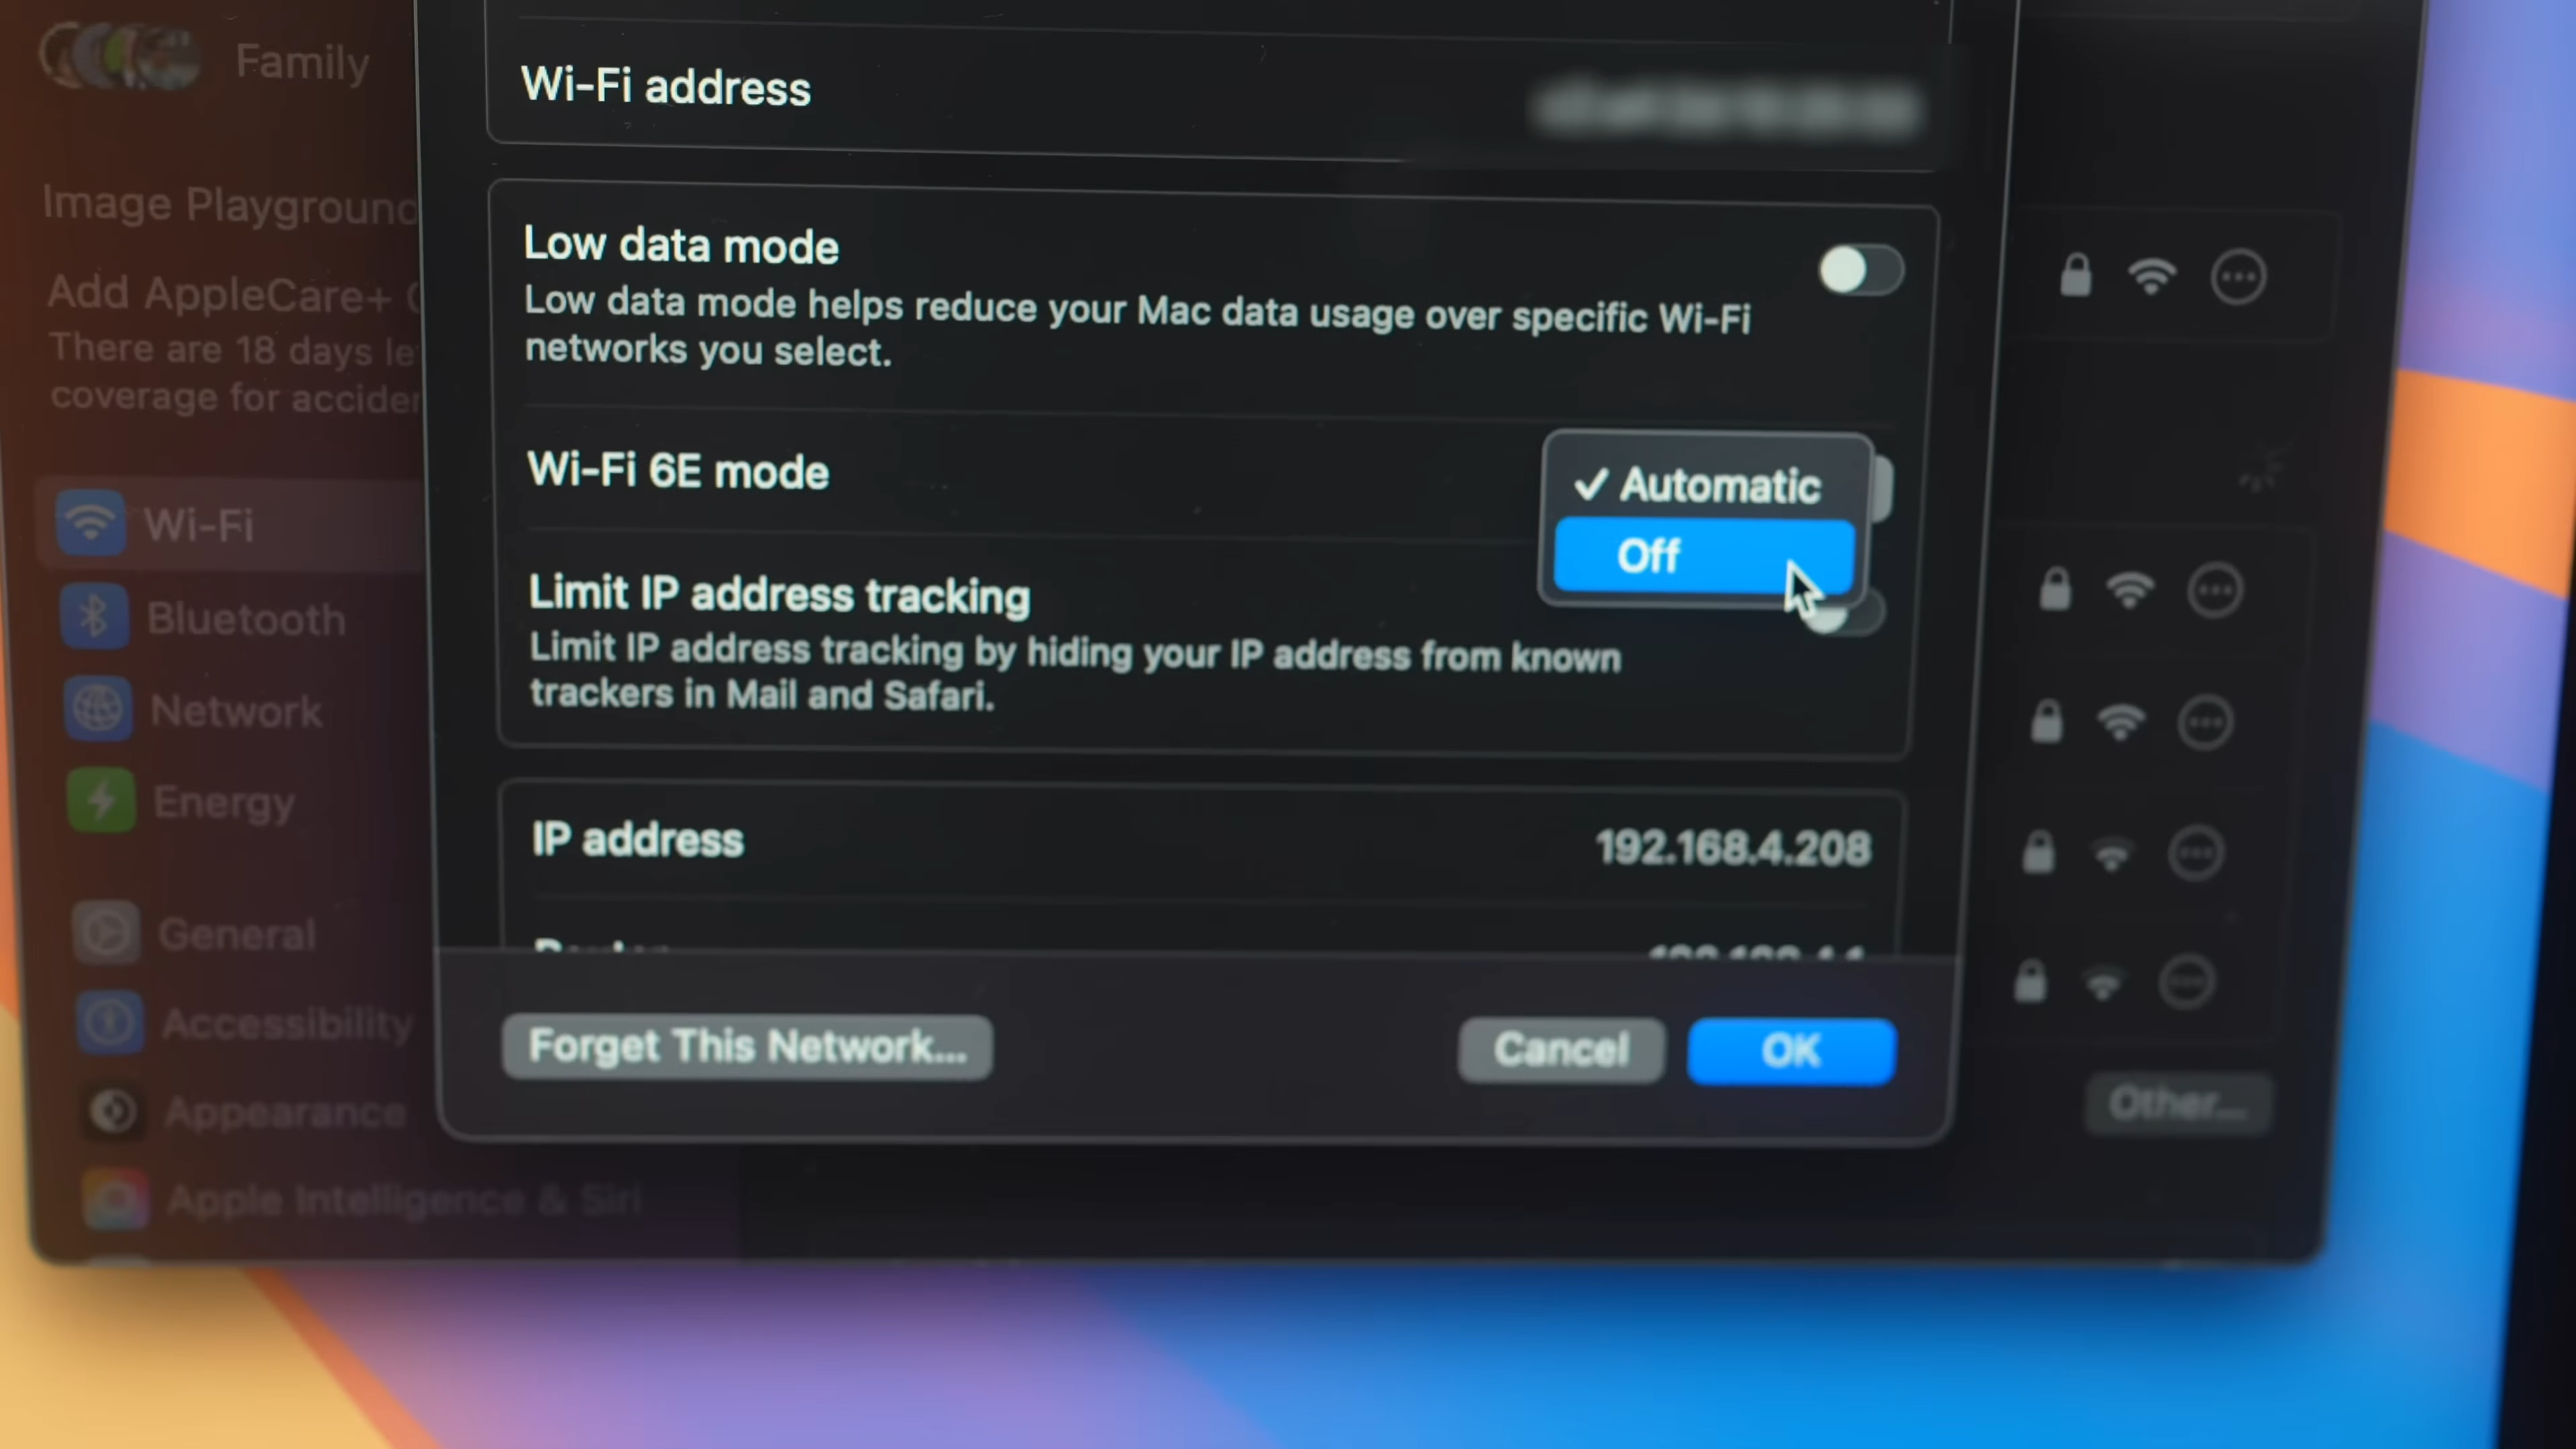 Family
Image Playground
Add AppleCare+
There are 18 days le
coverage for acciden
Wi-Fi
Bluetooth
Network
Energy
General
Accessibility
Appearance
Apple Intelligence & Siri
Wi-Fi address
Low data mode
Low data mode helps reduce your Mac data usage over specific Wi-Fi
networks you select.
Wi-Fi 6E mode
✓ Automatic
Off
Limit IP address tracking
Limit IP address tracking by hiding your IP address from known
trackers in Mail and Safari.
IP address
192.168.4.208
Forget This Network...
Cancel
OK
Other...